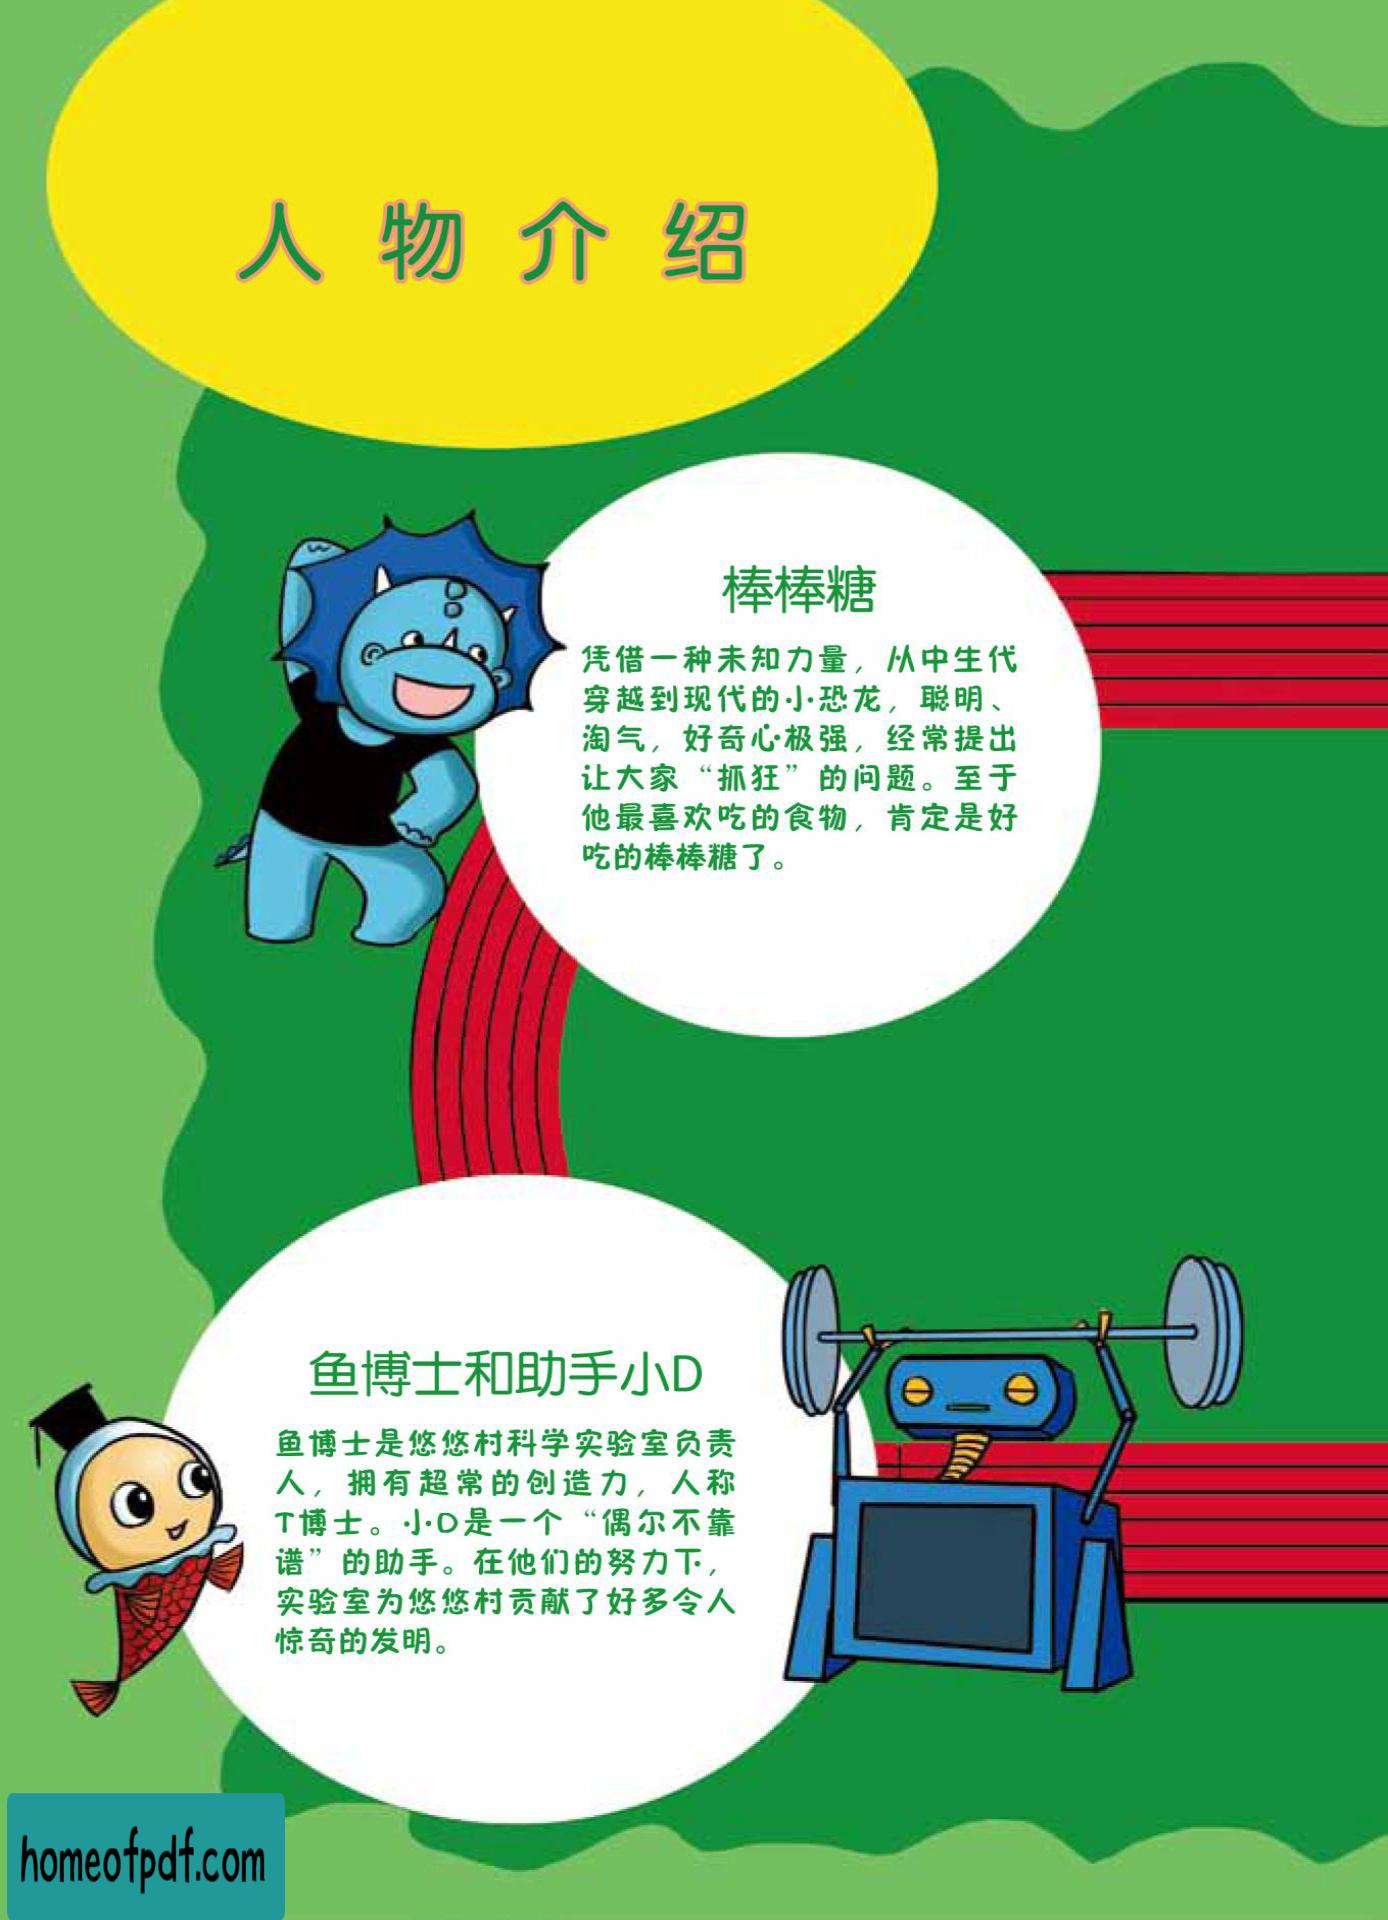 人物介绍
棒棒糖
凭借一种未知力量，从中生代
穿越到现代的小恐龙，聪明、
淘气，好奇心极强，经常提出
让大家“抓狂”的问题。至于
他最喜欢吃的食物，肯定是好
吃的棒棒糖了。
鱼博士和助手小D
鱼博士是悠悠村科学实验室负责
人，拥有超常的创造力，人称
T博士。小D是一个“偶尔不靠
谱”的助手。在他们的努力下，
实验室为悠悠村贡献了好多令人
惊奇的发明。
homeofpdf.com